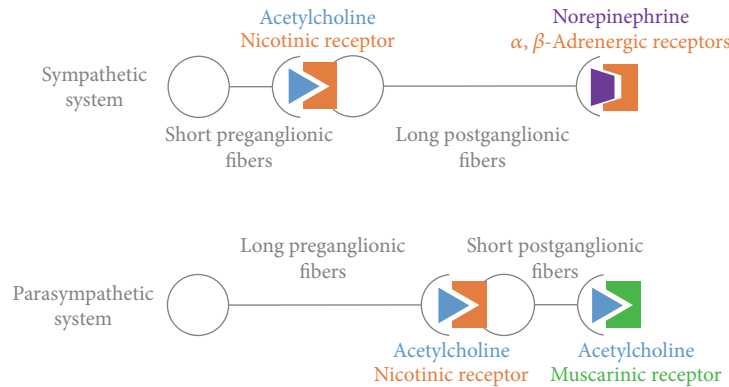 Acetylcholine
Nicotinic receptor
Norepinephrine
α, β-Adrenergic receptors
Sympathetic
system
Short preganglionic
fibers
Long postganglionic
fibers
Long preganglionic
fibers
Short postganglionic
fibers
Parasympathetic
system
Acetylcholine
Nicotinic receptor
Acetylcholine
Muscarinic receptor